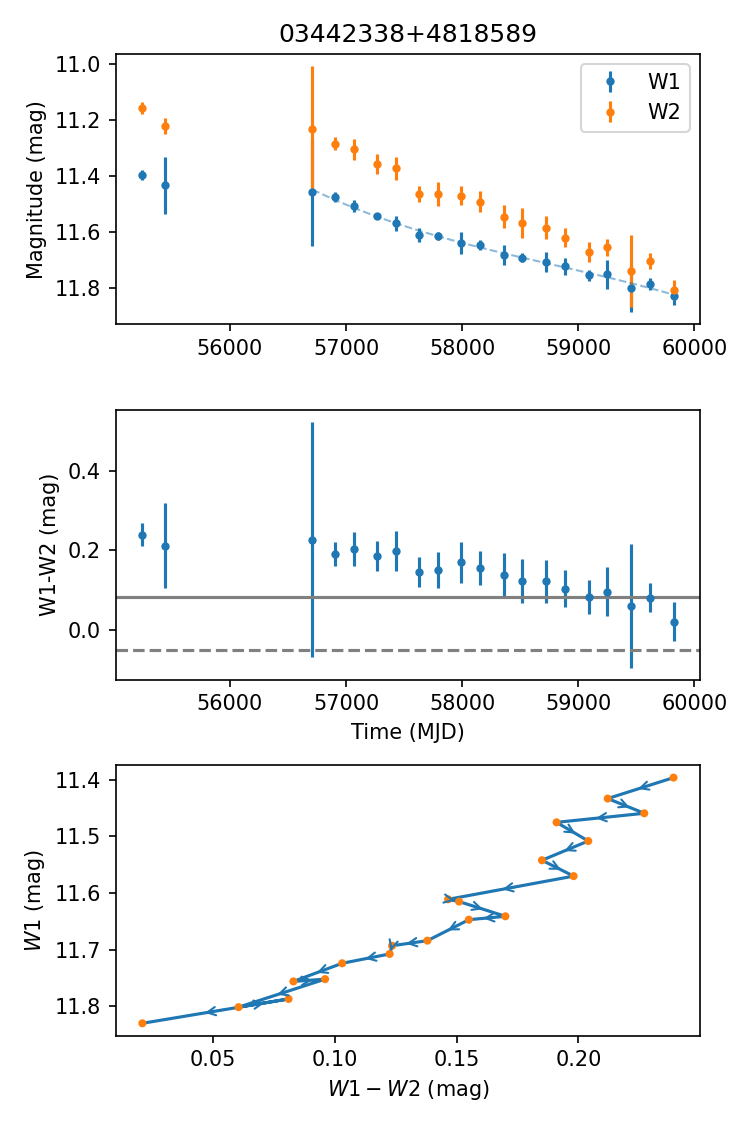 03442338+4818589
11.0
11.2
11.4
11.6
11.8
Magnitude (mag)
W1
W2
56000 57000 58000 59000 60000
0.4
0.2
0.0
W1-W2 (mag)
56000 57000 58000 59000 60000
Time (MJD)
11.4
11.5
11.6
11.7
11.8
W1 (mag)
0.05 0.10 0.15 0.20
W1 − W2 (mag)